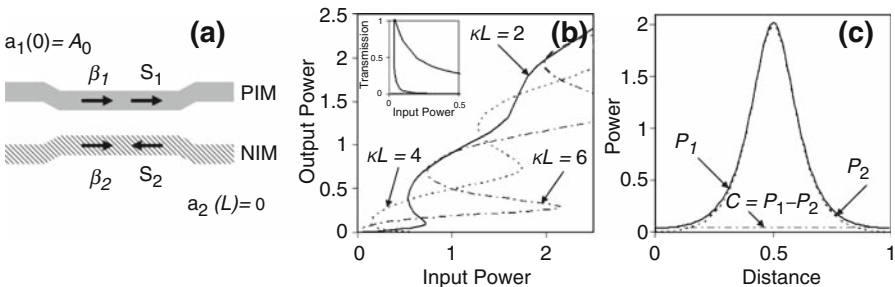 (a)
a₁(0) = A₀
β₁ S₁
PIM
NIM
β₂ S₂
a₂ (L) = 0
(b)
Output Power
2.5
2
1.5
1
0.5
0
0 1 2
Input Power
κL = 2
κL = 4
κL = 6
Transmission
1
0.5
0
0 0.5
Input Power
(c)
Power
2
1.5
1
0.5
0
0 0.5 1
Distance
P₁
P₂
C = P₁–P₂